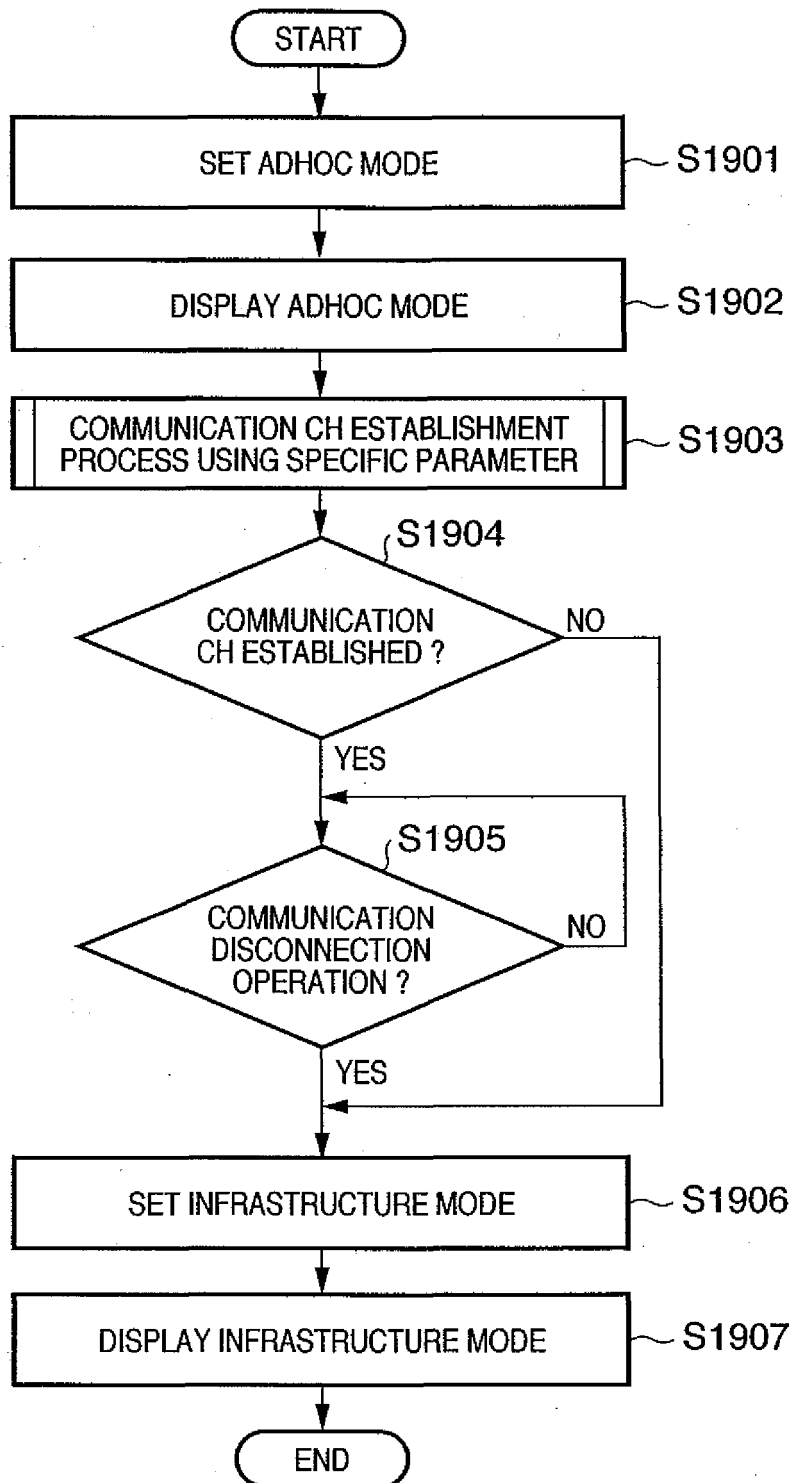 START
SET ADHOC MODE
S1901
DISPLAY ADHOC MODE
S1902
COMMUNICATION CH ESTABLISHMENT
PROCESS USING SPECIFIC PARAMETER
S1903
S1904
COMMUNICATION
CH ESTABLISHED ?
NO
YES
S1905
COMMUNICATION
DISCONNECTION
OPERATION ?
NO
YES
SET INFRASTRUCTURE MODE
S1906
DISPLAY INFRASTRUCTURE MODE
S1907
END